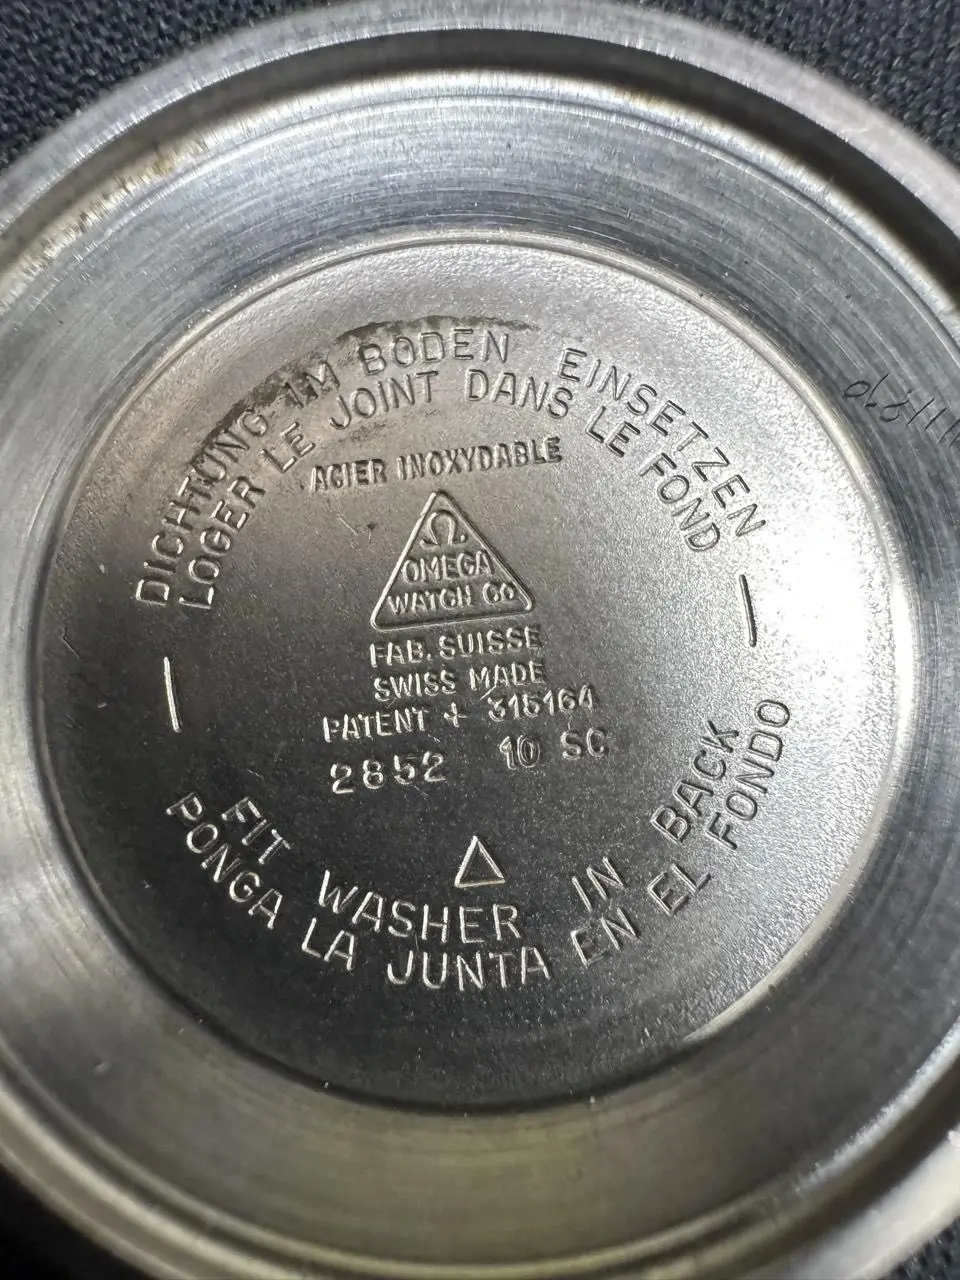 DICHTUNG IM BODEN EINSETZEN
LOGER LE JOINT DANS LE FOND
ACIER INOXYDABLE
Ω
OMEGA
WATCH CO
FAB. SUISSE
SWISS MADE
PATENT + 315164
2852 10 SC
FIT WASHER IN BACK
PONGA LA JUNTA EN EL FONDO